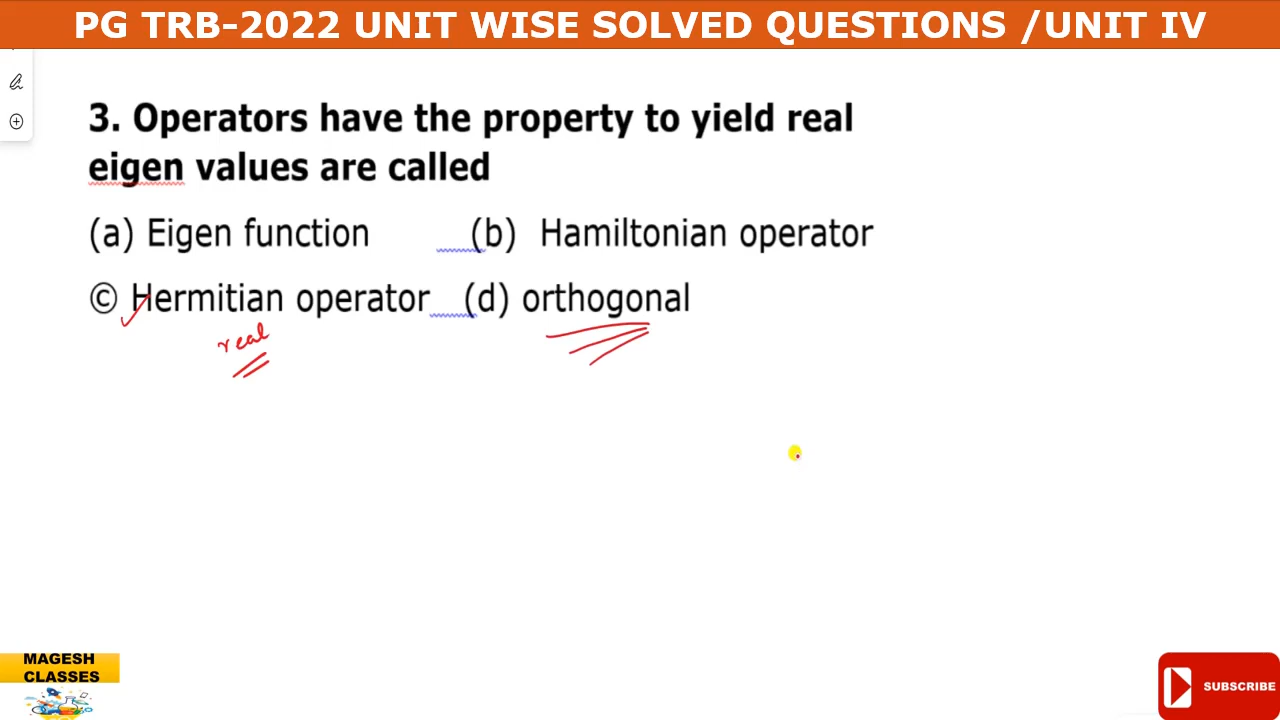 PG TRB-2022 UNIT WISE SOLVED QUESTIONS /UNIT IV
3. Operators have the property to yield real
eigen values are called
(a) Eigen function (b) Hamiltonian operator
© Hermitian operator (d) orthogonal
real
MAGESH
CLASSES
SUBSCRIBE